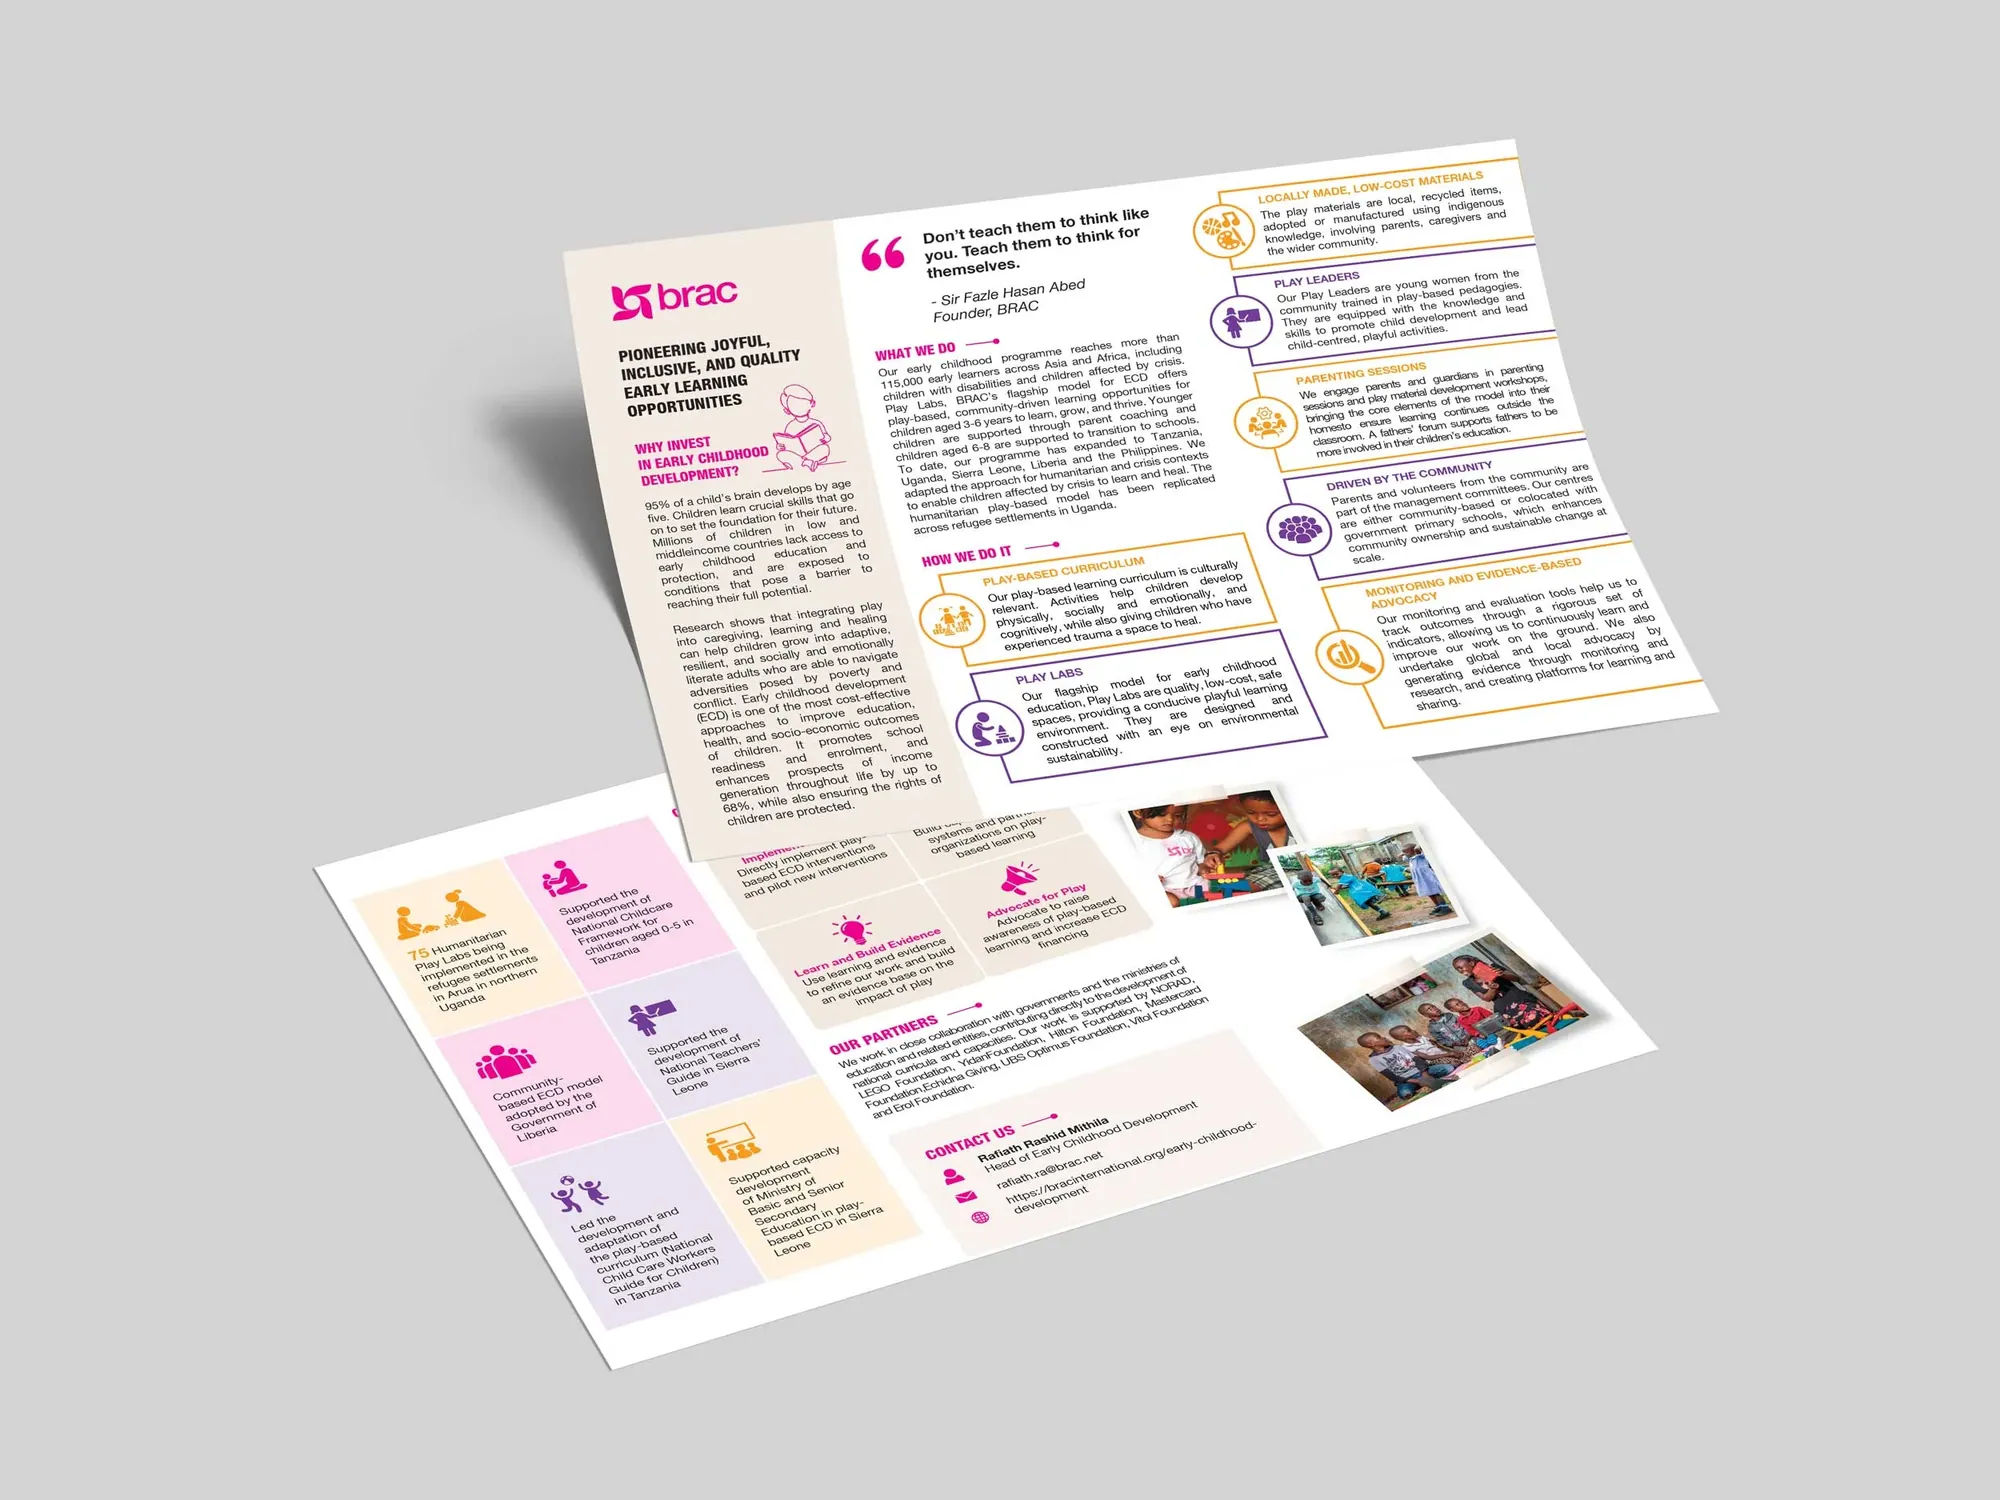 brac
PIONEERING JOYFUL,
INCLUSIVE, AND QUALITY
EARLY LEARNING
OPPORTUNITIES
WHY INVEST
IN EARLY CHILDHOOD
DEVELOPMENT?
95% of a child's brain develops by age
five. Children learn crucial skills that go
on to set the foundation for their future.
Millions of children in low and
middleincome countries lack access to
early childhood education and
protection, and are exposed to
conditions that pose a barrier to
reaching their full potential.
Research shows that integrating play
into caregiving, learning and healing
can help children grow into adaptive,
resilient, and socially and emotionally
literate adults who are able to navigate
adversities posed by poverty and
conflict. Early childhood development
(ECD) is one of the most cost-effective
approaches to improve education,
health, and socio-economic outcomes
of children. It promotes school
readiness and enrolment, and
enhances prospects of income
generation throughout life by up to
68%, while also ensuring the rights of
children are protected.
Don't teach them to think like
you. Teach them to think for
themselves.
- Sir Fazle Hasan Abed
Founder, BRAC
WHAT WE DO
Our early childhood programme reaches more than
115,000 early learners across Asia and Africa, including
children with disabilities and children affected by crisis.
Play Labs, BRAC's flagship model for ECD offers
play-based, community-driven learning opportunities for
children aged 3-6 years to learn, grow, and thrive. Younger
children are supported through parent coaching and
children aged 6-8 are supported to transition to schools.
To date, our programme has expanded to Tanzania,
Uganda, Sierra Leone, Liberia and the Philippines. We
adapted the approach for humanitarian and crisis contexts
to enable children affected by crisis to learn and heal. The
humanitarian play-based model has been replicated
across refugee settlements in Uganda.
HOW WE DO IT
PLAY-BASED CURRICULUM
Our play-based learning curriculum is culturally
relevant. Activities help children develop
physically, socially and emotionally, and
cognitively, while also giving children who have
experienced trauma a space to heal.
PLAY LABS
Our flagship model for early childhood
education, Play Labs are quality, low-cost, safe
spaces, providing a conducive playful learning
environment. They are designed and
constructed with an eye on environmental
sustainability.
LOCALLY MADE, LOW-COST MATERIALS
The play materials are local, recycled items,
adopted or manufactured using indigenous
knowledge, involving parents, caregivers and
the wider community.
PLAY LEADERS
Our Play Leaders are young women from the
community trained in play-based pedagogies.
They are equipped with the knowledge and
skills to promote child development and lead
child-centred, playful activities.
PARENTING SESSIONS
We engage parents and guardians in parenting
sessions and play material development workshops,
bringing the core elements of the model into their
homesto ensure learning continues outside the
classroom. A fathers' forum supports fathers to be
more involved in their children's education.
DRIVEN BY THE COMMUNITY
Parents and volunteers from the community are
part of the management committees. Our centres
are either community-based or colocated with
government primary schools, which enhances
community ownership and sustainable change at
scale.
MONITORING AND EVIDENCE-BASED
ADVOCACY
Our monitoring and evaluation tools help us to
track outcomes through a rigorous set of
indicators, allowing us to continuously learn and
improve our work on the ground. We also
undertake global and local advocacy by
generating evidence through monitoring and
research, and creating platforms for learning and
sharing.
75 Humanitarian
Play Labs being
implemented in the
refugee settlements
in Arua in northern
Uganda
Supported the
development of
National Childcare
Framework for
children aged 0-5 in
Tanzania
Community-
based ECD model
adopted by the
Government of
Liberia
Supported the
development of
National Teachers'
Guide in Sierra
Leone
Led the
development and
adaptation of
the play-based
curriculum (National
Child Care Workers
Guide for Children)
in Tanzania
Supported capacity
development
of Ministry of
Basic and Senior
Secondary
Education in play-
based ECD in Sierra
Leone
Directly implement play-
based ECD interventions
and pilot new interventions
Build
systems and
organizations on play-
based learning
Learn and Build Evidence
Use learning and evidence
to refine our work and build
an evidence base on the
impact of play
Advocate for Play
Advocate to raise
awareness of play-based
learning and increase ECD
financing
OUR PARTNERS
We work in close collaboration with governments and the ministries of
education and related entities, contributing directly to the development of
national curricula and capacities. Our work is supported by NORAD,
LEGO Foundation, YidanFoundation, Hilton Foundation, Mastercard
Foundation,Echidna Giving, UBS Optimus Foundation, Vitol Foundation
and Erol Foundation.
CONTACT US
Rafiath Rashid Mithila
Head of Early Childhood Development
rafiath.ra@brac.net
https://bracinternational.org/early-childhood-
development